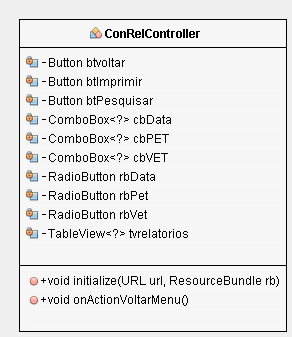 ConRelController
-Button btvoltar
-Button btImprimir
-Button btPesquisar
-ComboBox<?> cbData
-ComboBox<?> cbPET
-ComboBox<?> cbVET
-RadioButton rbData
-RadioButton rbPet
-RadioButton rbVet
-TableView<?> tvrelatorios
+void initialize(URL url, ResourceBundle rb)
+void onActionVoltarMenu()